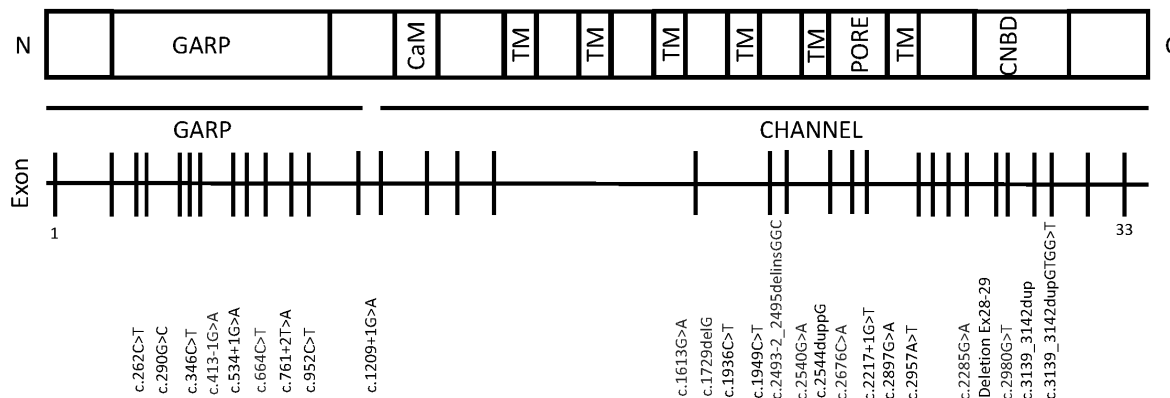 N
GARP
CaM
TM
TM
TM
TM
TM
PORE
TM
CNBD
GARP
CHANNEL
Exon
1
33
c.262C>T
c.290G>C
c.346C>T
c.413-1G>A
c.534+1G>A
c.664C>T
c.761+2T>A
c.952C>T
c.1209+1G>A
c.1613G>A
c.1729delG
c.1936C>T
c.1949C>T
c.2493-2_2495delinsGGC
c.2540G>A
c.2544duppG
c.2676C>A
c.2217+1G>T
c.2897G>A
c.2957A>T
c.2285G>A
Deletion Ex28-29
c.2980G>T
c.3139_3142dup
c.3139_3142dupGTGG>T